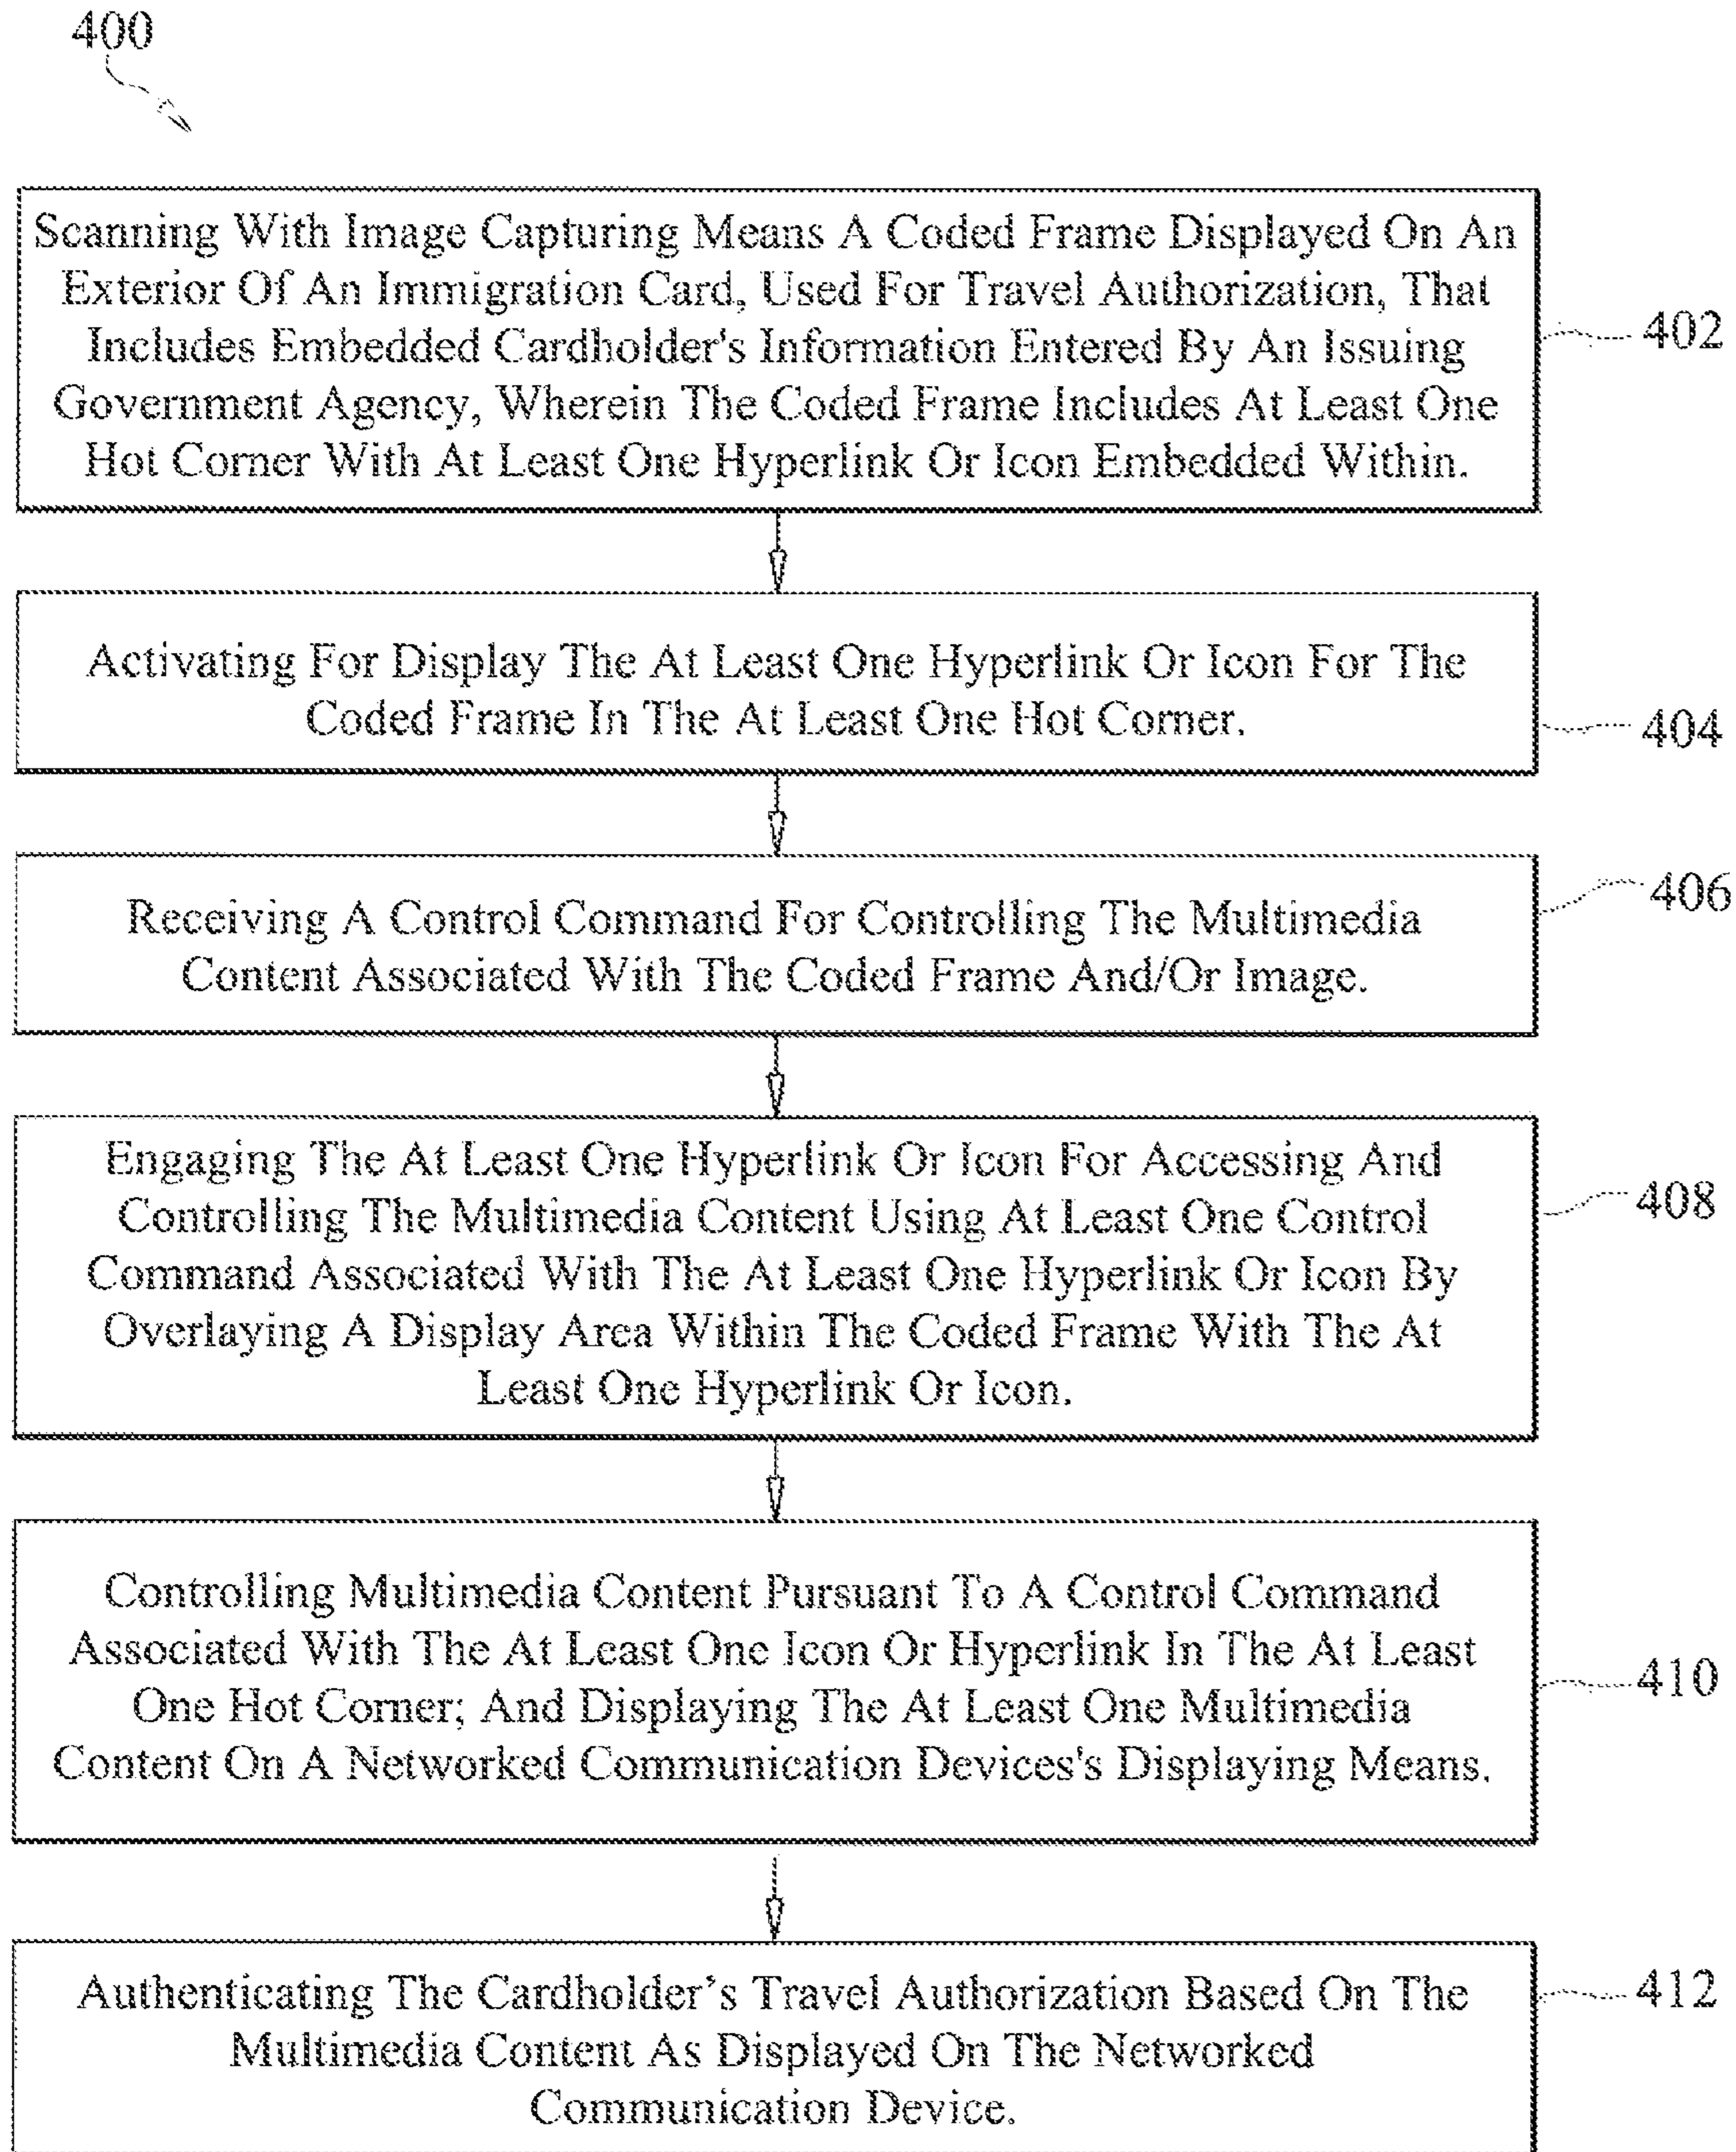 400
Scanning With Image Capturing Means A Coded Frame Displayed On An
Exterior Of An Immigration Card, Used For Travel Authorization, That
Includes Embedded Cardholder's Information Entered By An Issuing
Government Agency, Wherein The Coded Frame Includes At Least One
Hot Corner With At Least One Hyperlink Or Icon Embedded Within.
402
Activating For Display The At Least One Hyperlink Or Icon For The
Coded Frame In The At Least One Hot Corner.
404
Receiving A Control Command For Controlling The Multimedia
Content Associated With The Coded Frame And/Or Image.
406
Engaging The At Least One Hyperlink Or Icon For Accessing And
Controlling The Multimedia Content Using At Least One Control
Command Associated With The At Least One Hyperlink Or Icon By
Overlaying A Display Area Within The Coded Frame With The At
Least One Hyperlink Or Icon.
408
Controlling Multimedia Content Pursuant To A Control Command
Associated With The At Least One Icon Or Hyperlink In The At Least
One Hot Corner; And Displaying The At Least One Multimedia
Content On A Networked Communication Devices's Displaying Means.
410
Authenticating The Cardholder's Travel Authorization Based On The
Multimedia Content As Displayed On The Networked
Communication Device.
412